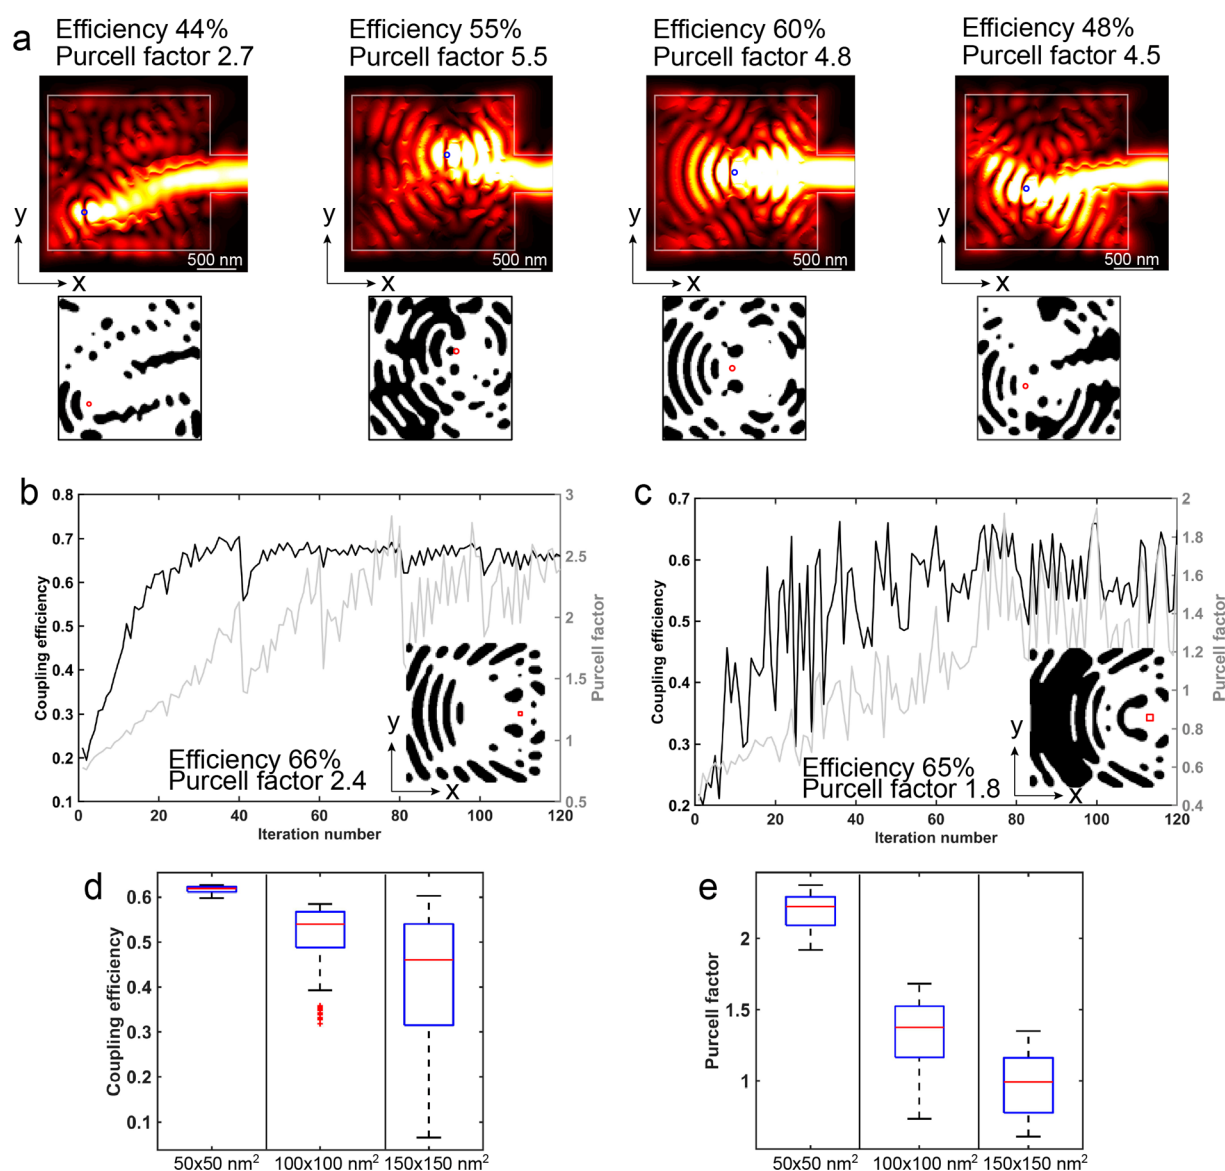 a
Efficiency 44%
Purcell factor 2.7
Efficiency 55%
Purcell factor 5.5
Efficiency 60%
Purcell factor 4.8
Efficiency 48%
Purcell factor 4.5
y
x
500 nm
y
x
500 nm
y
x
500 nm
y
x
500 nm
b
0.8
0.7
0.6
0.5
0.4
0.3
0.2
0.1
Coupling efficiency
3
2.5
2
1.5
1
0.5
Purcell factor
Efficiency 66%
Purcell factor 2.4
y
x
0 20 40 60 80 100 120
Iteration number
c
0.7
0.6
0.5
0.4
0.3
0.2
Coupling efficiency
2
1.8
1.6
1.4
1.2
1
0.8
0.6
0.4
Purcell factor
Efficiency 65%
Purcell factor 1.8
y
x
0 20 40 60 80 100 120
Iteration number
d
0.6
0.5
0.4
0.3
0.2
0.1
Coupling efficiency
50x50 nm² 100x100 nm² 150x150 nm²
e
2
1.5
1
Purcell factor
50x50 nm² 100x100 nm² 150x150 nm²